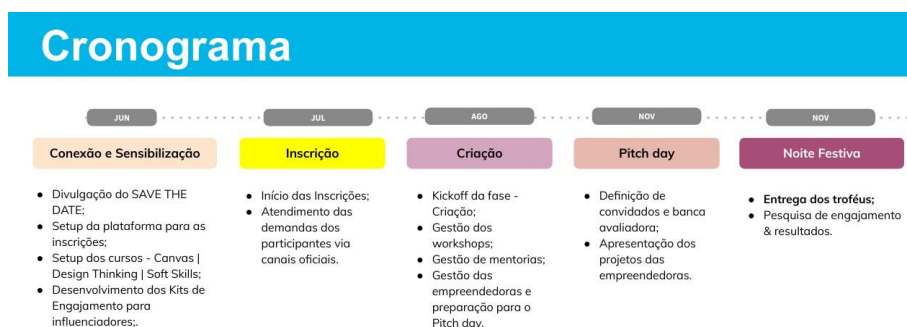 Cronograma
JUN
Conexão e Sensibilização
● Divulgação do SAVE THE
DATE;
● Setup da plataforma para as
inscrições;
● Setup dos cursos - Canvas |
Design Thinking | Soft Skills;
● Desenvolvimento dos Kits de
Engajamento para
influenciadores;.
JUL
Inscrição
● Início das Inscrições;
● Atendimento das
demandas dos
participantes via
canais oficiais.
AGO
Criação
● Kickoff da fase -
Criação;
● Gestão dos
workshops;
● Gestão de mentorias;
● Gestão das
empreendedoras e
preparação para o
Pitch day.
NOV
Pitch day
● Definição de
convidados e banca
avaliadora;
● Apresentação dos
projetos das
empreendedoras.
NOV
Noite Festiva
● Entrega dos troféus;
● Pesquisa de engajamento
& resultados.